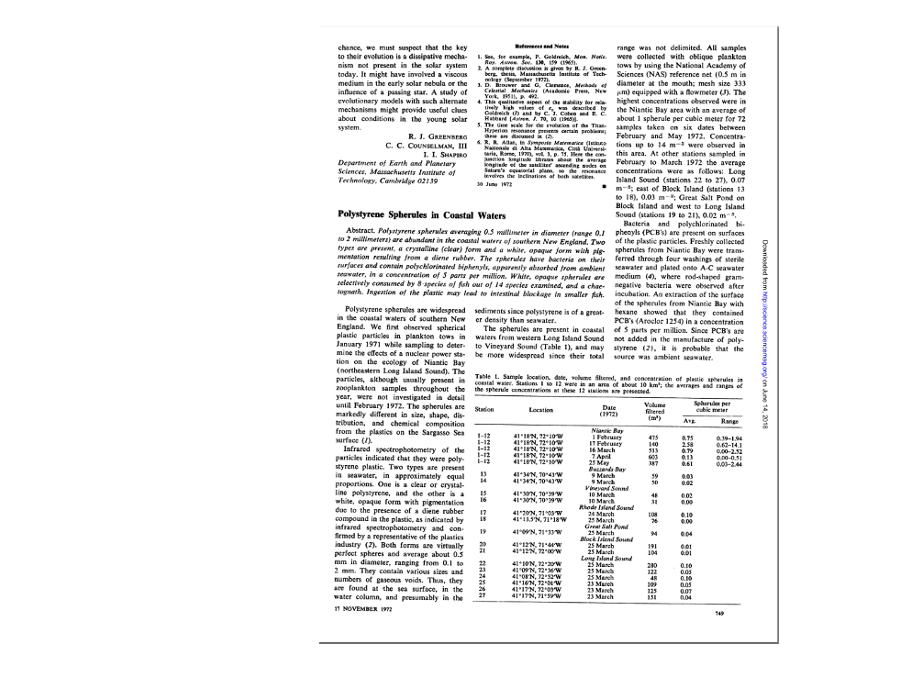 chance, we must suspect that the key
to their evolution is a dissipative mecha-
nism not present in the solar system
today. It might have involved a viscous
medium in the early solar nebula or the
influence of a passing star. A study of
evolutionary models with such alternate
mechanisms might provide useful clues
about conditions in the young solar
system.
R. J. GREENBERG
C. C. COUNSELMAN, III
I. I. SHAPIRO
Department of Earth and Planetary
Sciences, Massachusetts Institute of
Technology, Cambridge 02139
References and Notes
1. See, for example, P. Goldreich, Mon. Notic.
Roy. Astron. Soc. 130, 159 (1965).
2. A complete discussion is given by R. J. Green-
berg, thesis, Massachusetts Institute of Tech-
nology (September 1972).
3. D. Brouwer and G. Clemence, Methods of
Celestial Mechanics (Academic Press, New
York, 1951), p. 492.
4. This qualitative aspect of the stability for rela-
tively high values of e was described by
Goldreich (1) and by C. J. Cohen and E. C.
Hubbard [Astron. J. 70, 10 (1965)].
5. The time scale for the evolution of the Titan-
Hyperion resonance presents certain problems;
these are discussed in (2).
6. R. R. Allan, in Symposia Matematica (Istituto
Nazionale di Alta Matematica, Città Universi-
taria, Rome, 1970), vol. 3, p. 75. Here the con-
junction longitude librates about the average
longitude of the satellites' ascending nodes on
Saturn's equatorial plane, so the resonance
involves the inclinations of both satellites.
30 June 1972
Polystyrene Spherules in Coastal Waters
Abstract. Polystyrene spherules averaging 0.5 millimeter in diameter (range 0.1
to 2 millimeters) are abundant in the coastal waters of southern New England. Two
types are present, a crystalline (clear) form and a white, opaque form with pig-
mentation resulting from a diene rubber. The spherules have bacteria on their
surfaces and contain polychlorinated biphenyls, apparently absorbed from ambient
seawater, in a concentration of 5 parts per million. White, opaque spherules are
selectively consumed by 8 species of fish out of 14 species examined, and a chae-
tognath. Ingestion of the plastic may lead to intestinal blockage in smaller fish.
Polystyrene spherules are widespread
in the coastal waters of southern New
England. We first observed spherical
plastic particles in plankton tows in
January 1971 while sampling to deter-
mine the effects of a nuclear power sta-
tion on the ecology of Niantic Bay
(northeastern Long Island Sound). The
particles, although usually present in
zooplankton samples throughout the
year, were not investigated in detail
until February 1972. The spherules are
markedly different in size, shape, dis-
tribution, and chemical composition
from the plastics on the Sargasso Sea
surface (1).
Infrared spectrophotometry of the
particles indicated that they were poly-
styrene plastic. Two types are present
in seawater, in approximately equal
proportions. One is a clear or crystal-
line polystyrene, and the other is a
white, opaque form with pigmentation
due to the presence of a diene rubber
compound in the plastic, as indicated by
infrared spectrophotometry and con-
firmed by a representative of the plastics
industry (2). Both forms are virtually
perfect spheres and average about 0.5
mm in diameter, ranging from 0.1 to
2 mm. They contain various sizes and
numbers of gaseous voids. Thus, they
are found at the sea surface, in the
water column, and presumably in the
sediments since polystyrene is of a great-
er density than seawater.
The spherules are present in coastal
waters from western Long Island Sound
to Vineyard Sound (Table 1), and may
be more widespread since their total
range was not delimited. All samples
were collected with oblique plankton
tows by using the National Academy of
Sciences (NAS) reference net (0.5 m in
diameter at the mouth; mesh size 333
μm) equipped with a flowmeter (3). The
highest concentrations observed were in
the Niantic Bay area with an average of
about 1 spherule per cubic meter for 72
samples taken on six dates between
February and May 1972. Concentra-
tions up to 14 m⁻³ were observed in
this area. At other stations sampled in
February to March 1972 the average
concentrations were as follows: Long
Island Sound (stations 22 to 27), 0.07
m⁻³; east of Block Island (stations 13
to 18), 0.03 m⁻³; Great Salt Pond on
Block Island and west to Long Island
Sound (stations 19 to 21), 0.02 m⁻³.
Bacteria and polychlorinated bi-
phenyls (PCB's) are present on surfaces
of the plastic particles. Freshly collected
spherules from Niantic Bay were trans-
ferred through four washings of sterile
seawater and plated onto A-C seawater
medium (4), where rod-shaped gram-
negative bacteria were observed after
incubation. An extraction of the surface
of the spherules from Niantic Bay with
hexane showed that they contained
PCB's (Aroclor 1254) in a concentration
of 5 parts per million. Since PCB's are
not added in the manufacture of poly-
styrene (2), it is probable that the
source was ambient seawater.
Table 1. Sample location, date, volume filtered, and concentration of plastic spherules in
coastal water. Stations 1 to 12 were in an area of about 10 km²; the averages and ranges of
the spherule concentrations at these 12 stations are presented.
Station Location Date (1972) Volume filtered (m³) Spherules per cubic meter
Avg. Range
Niantic Bay
1–12 41°18'N, 72°10'W 1 February 475 0.75 0.39–1.94
1–12 41°18'N, 72°10'W 17 February 140 2.58 0.62–14.1
1–12 41°18'N, 72°10'W 16 March 513 0.79 0.00–2.52
1–12 41°18'N, 72°10'W 7 April 603 0.13 0.00–0.51
1–12 41°18'N, 72°10'W 25 May 387 0.61 0.03–2.44
Buzzards Bay
13 41°34'N, 70°43'W 9 March 59 0.03
14 41°34'N, 70°43'W 9 March 50 0.02
Vineyard Sound
15 41°30'N, 70°39'W 10 March 48 0.02
16 41°30'N, 70°39'W 10 March 31 0.00
Rhode Island Sound
17 41°20'N, 71°03'W 24 March 108 0.10
18 41°13.5'N, 71°18'W 25 March 76 0.00
Great Salt Pond
19 41°09'N, 71°33'W 25 March 94 0.04
Block Island Sound
20 41°12'N, 71°44'W 25 March 191 0.01
21 41°12'N, 72°00'W 25 March 104 0.01
Long Island Sound
22 41°10'N, 72°20'W 25 March 280 0.10
23 41°09'N, 72°36'W 25 March 122 0.05
24 41°08'N, 72°52'W 25 March 48 0.10
25 41°16'N, 72°01'W 23 March 109 0.05
26 41°17'N, 72°05'W 23 March 125 0.07
27 41°17'N, 71°59'W 23 March 151 0.04
17 NOVEMBER 1972
749
Downloaded from http://science.sciencemag.org/ on June 14, 2018